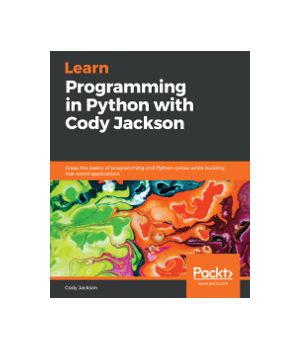 Learn
Programming
in Python with
Cody Jackson
Grasp the basics of programming and Python syntax while building
real-world applications
Packt>
www.packt.com
Cody Jackson